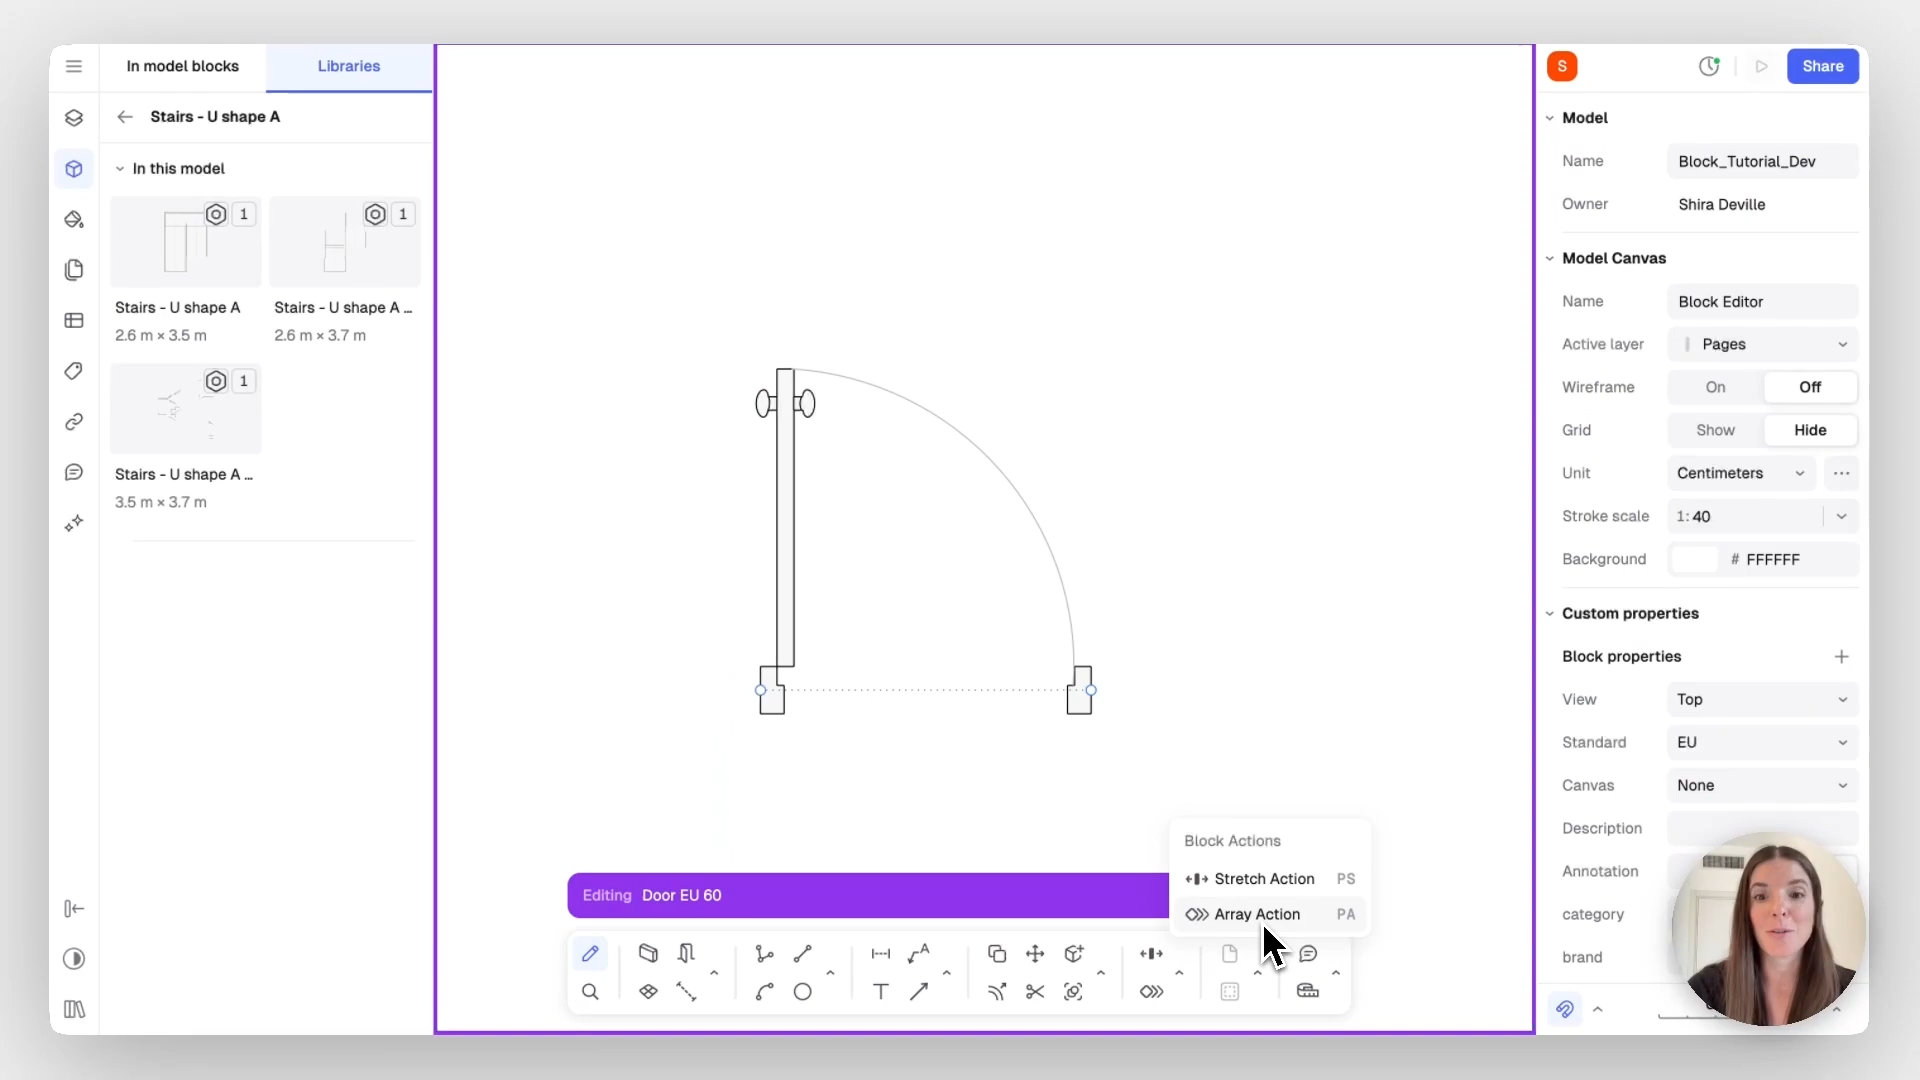 In model blocks
Libraries
S
Share
Stairs - U shape A
In this model
1
1
Stairs - U shape A
Stairs - U shape A ...
2.6 m × 3.5 m
2.6 m × 3.7 m
1
Stairs - U shape A ...
3.5 m × 3.7 m
Block Actions
Stretch Action PS
Array Action PA
Editing Door EU 60
Model
Name Block_Tutorial_Dev
Owner Shira Deville
Model Canvas
Name Block Editor
Active layer Pages
Wireframe On Off
Grid Show Hide
Unit Centimeters
Stroke scale 1: 40
Background # FFFFFF
Custom properties
Block properties
View Top
Standard EU
Canvas None
Description
Annotation
category
brand